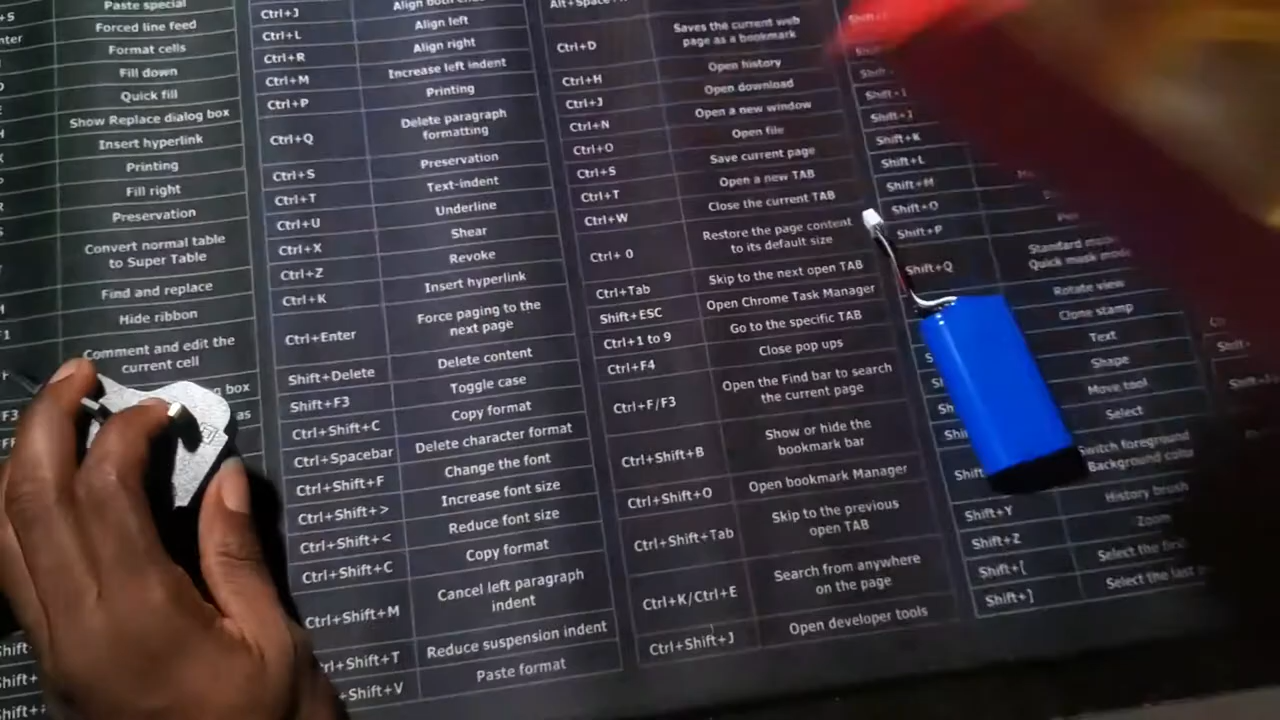 Paste special
Forced line feed
Format cells
Fill down
Quick fill
Show Replace dialog box
Insert hyperlink
Printing
Fill right
Preservation
Convert normal table
to Super Table
Find and replace
Hide ribbon
Comment and edit the
current cell
box
as
Ctrl+J
Ctrl+L Align left
Ctrl+R Align right
Ctrl+M Increase left indent
Ctrl+P Printing
Ctrl+Q Delete paragraph
formatting
Ctrl+S Preservation
Ctrl+T Text-indent
Ctrl+U Underline
Ctrl+X Shear
Ctrl+Z Revoke
Ctrl+K Insert hyperlink
Ctrl+Enter Force paging to the
next page
Shift+Delete Delete content
Shift+F3 Toggle case
Ctrl+Shift+C Copy format
Ctrl+Spacebar Delete character format
Ctrl+Shift+F Change the font
Ctrl+Shift+> Increase font size
Ctrl+Shift+< Reduce font size
Ctrl+Shift+C Copy format
Ctrl+Shift+M Cancel left paragraph
indent
rl+Shift+T Reduce suspension indent
+Shift+V Paste format
Ctrl+D Saves the current web
page as a bookmark
Ctrl+H Open history
Ctrl+J Open download
Ctrl+N Open a new window
Ctrl+O Open file
Ctrl+S Save current page
Ctrl+T Open a new TAB
Ctrl+W Close the current TAB
Ctrl+ 0 Restore the page content
to its default size
Ctrl+Tab Skip to the next open TAB
Shift+ESC Open Chrome Task Manager
Ctrl+1 to 9 Go to the specific TAB
Ctrl+F4 Close pop ups
Ctrl+F/F3 Open the Find bar to search
the current page
Ctrl+Shift+B Show or hide the
bookmark bar
Ctrl+Shift+O Open bookmark Manager
Ctrl+Shift+Tab Skip to the previous
open TAB
Ctrl+K/Ctrl+E Search from anywhere
on the page
Ctrl+Shift+J Open developer tools
Shift+J
Shift+K
Shift+L
Shift+M
Shift+O
Shift+P
Shift+Q Standard
Quick mask mode
Rotate view
Clone stamp
Text
Shape
Move tool
Select
Switch foreground
Background color
Shift+Y History brush
Shift+Z Zoom
Shift+[ Select the first
Shift+] Select the last